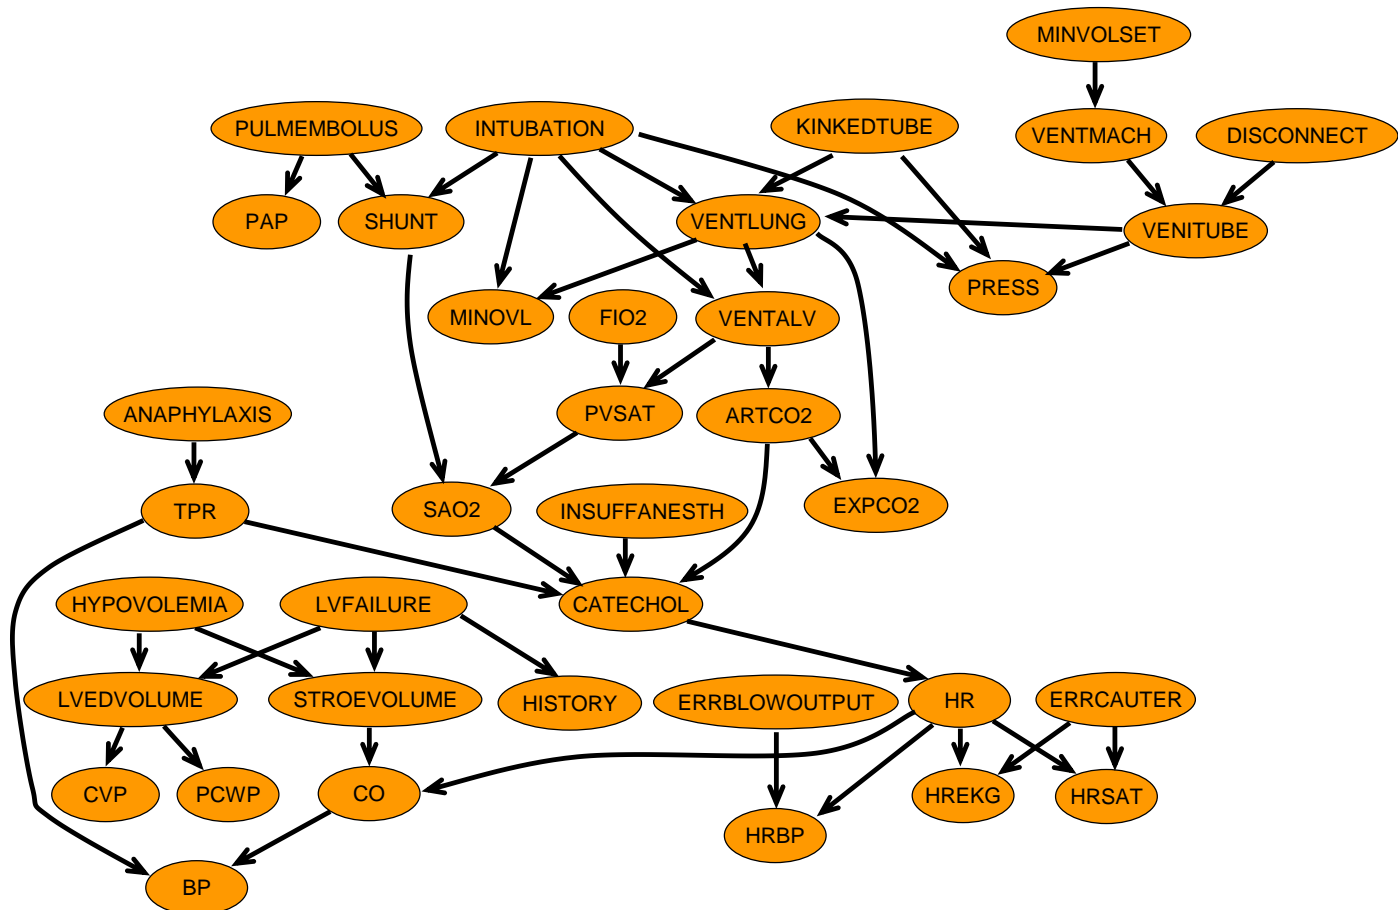 MINVOLSET
PULMEMBOLUS
INTUBATION
KINKEDTUBE
VENTMACH
DISCONNECT
PAP
SHUNT
VENTLUNG
VENITUBE
PRESS
MINOVL
FIO2
VENTALV
ANAPHYLAXIS
PVSAT
ARTCO2
TPR
SAO2
INSUFFANESTH
EXPCO2
HYPOVOLEMIA
LVFAILURE
CATECHOL
LVEDVOLUME
STROEVOLUME
HISTORY
ERRBLOWOUTPUT
HR
ERRCAUTER
CVP
PCWP
CO
HREKG
HRSAT
HRBP
BP